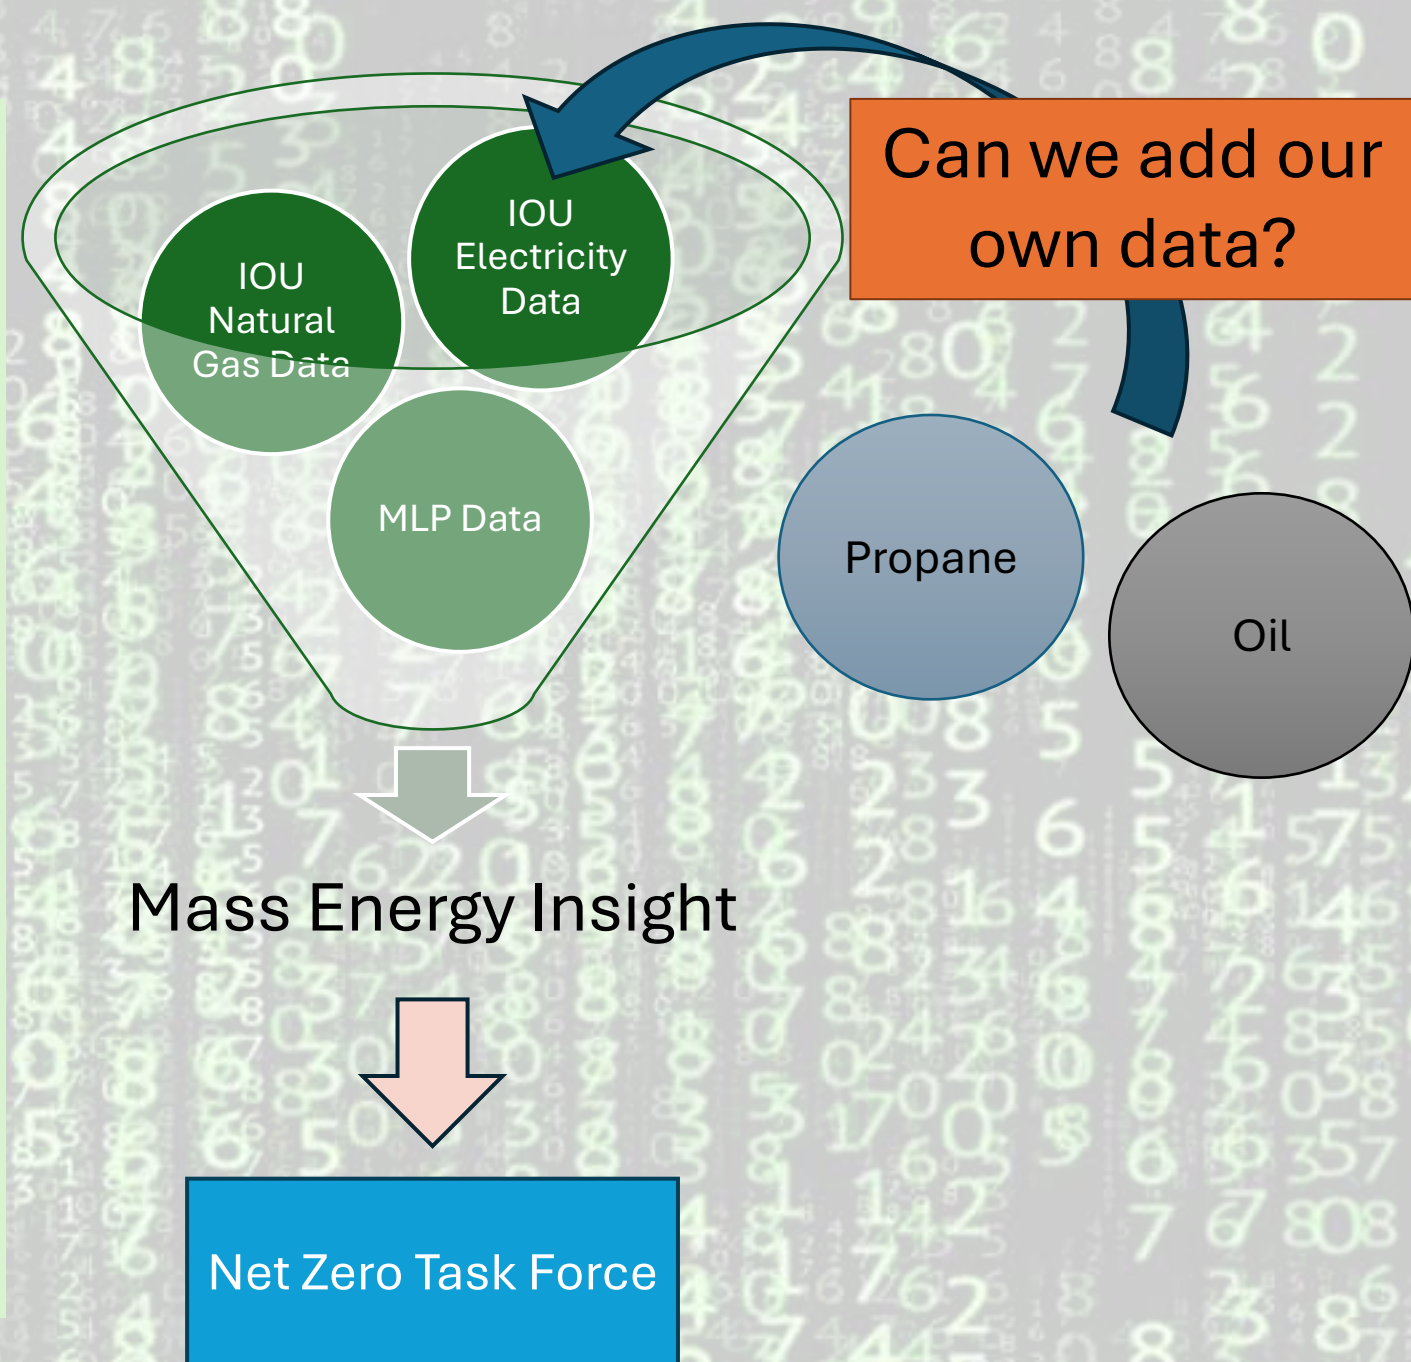 Can we add our
own data?
IOU
Electricity
Data
IOU
Natural
Gas Data
MLP Data
Propane
Oil
Mass Energy Insight
Net Zero Task Force